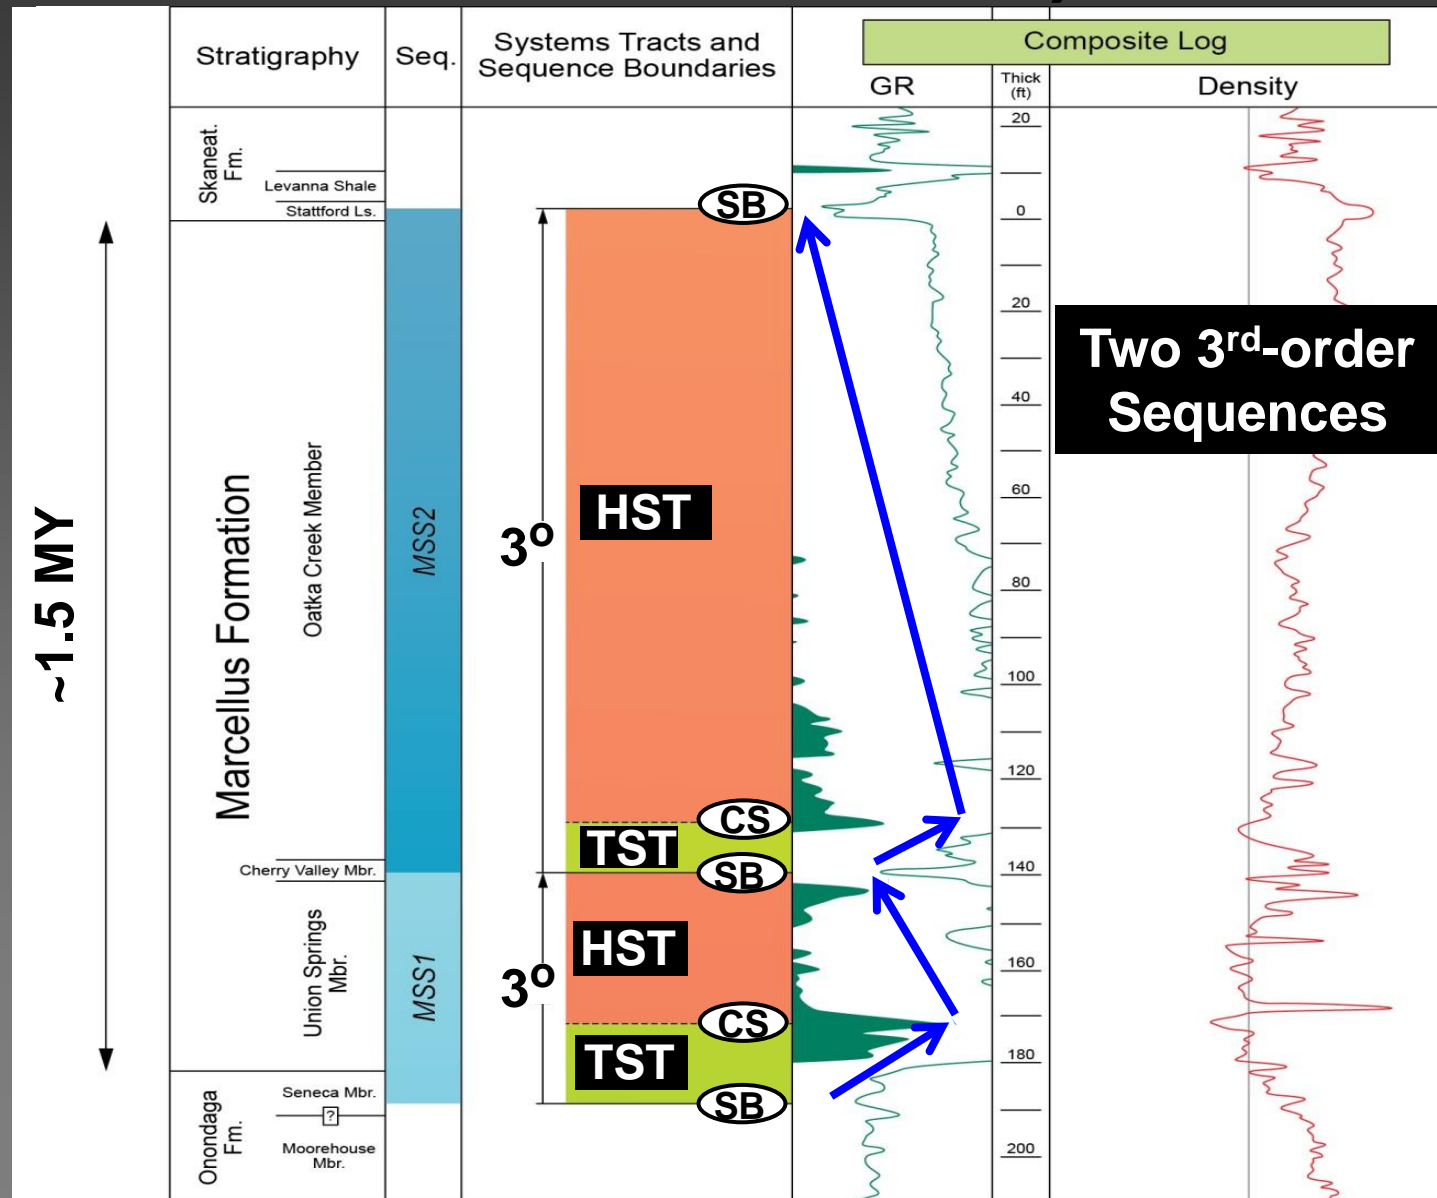 Stratigraphy
Seq.
Systems Tracts and
Sequence Boundaries
Composite Log
GR
Thick
(ft)
Density
Skaneat.
Fm.
Levanna Shale
Stattford Ls.
Marcellus Formation
Oatka Creek Member
Cherry Valley Mbr.
Union Springs
Mbr.
Onondaga
Fm.
Seneca Mbr.
?
Moorehouse
Mbr.
~1.5 MY
MSS2
MSS1
3º
3º
SB
HST
CS
TST
SB
HST
CS
TST
SB
20
0
20
40
60
80
100
120
140
160
180
200
Two 3rd-order
Sequences